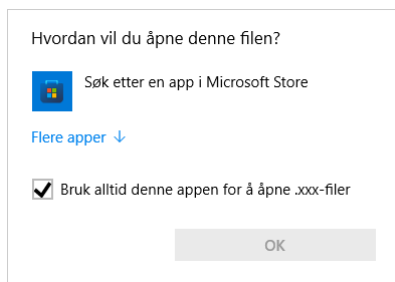 Hvordan vil du åpne denne filen?
Søk etter en app i Microsoft Store
Flere apper ↓
Bruk alltid denne appen for å åpne .xxx-filer
OK